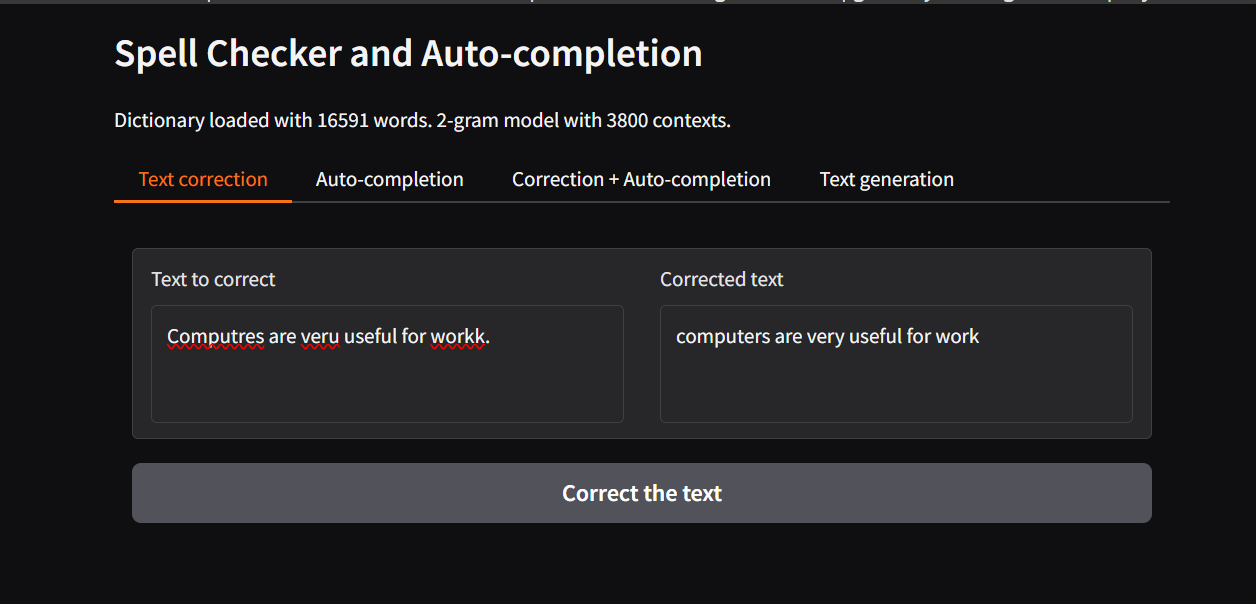 Spell Checker and Auto-completion
Dictionary loaded with 16591 words. 2-gram model with 3800 contexts.
Text correction Auto-completion Correction + Auto-completion Text generation
Text to correct Corrected text
Computres are veru useful for workk. computers are very useful for work
Correct the text